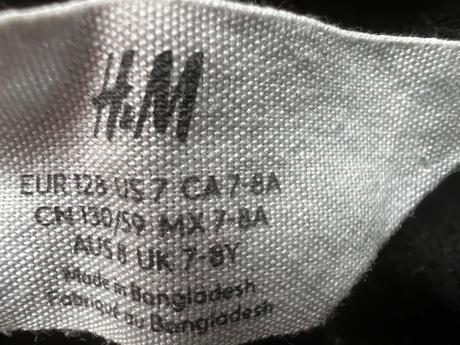 H&M
EUR 128 US 7 CA 7-8A
CN 130/59 MX 7-8A
AUS 8 UK 7-8Y
Made in Bangladesh
Fabriqué au Bangladesh